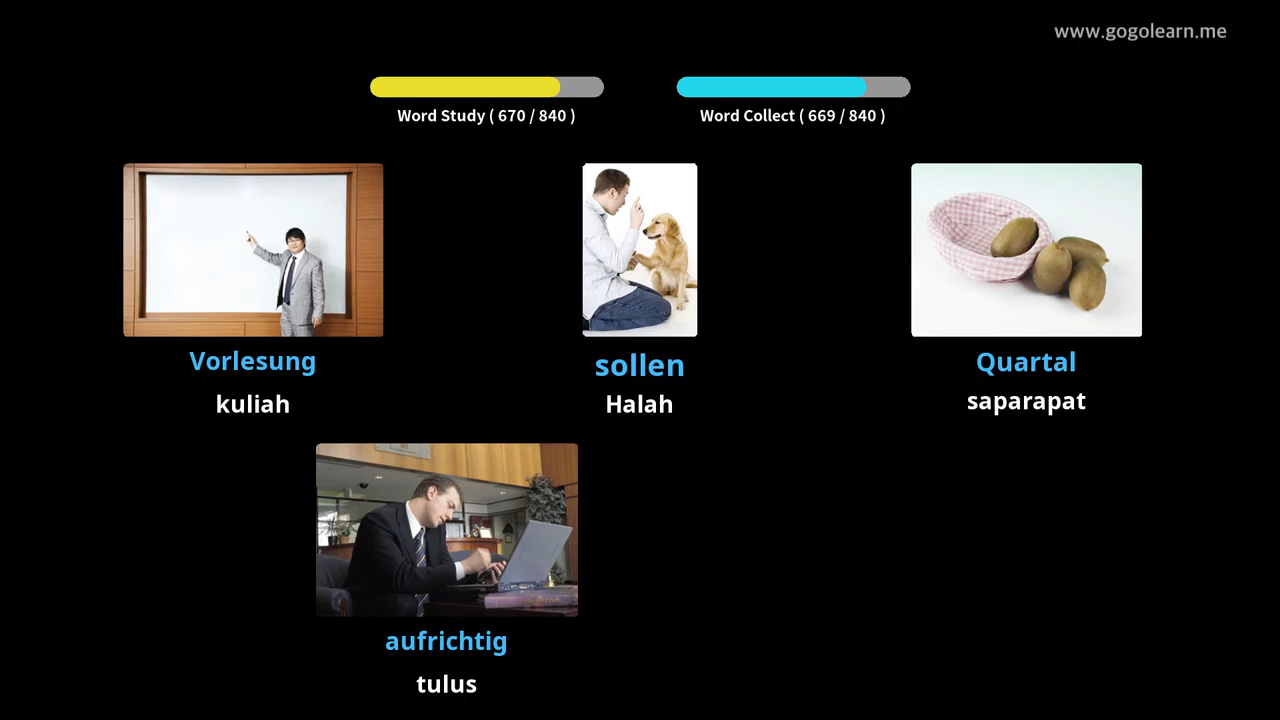 www.gogolearn.me
Word Study ( 670 / 840 )
Word Collect ( 669 / 840 )
Vorlesung
kuliah
sollen
Halah
Quartal
saparapat
aufrichtig
tulus